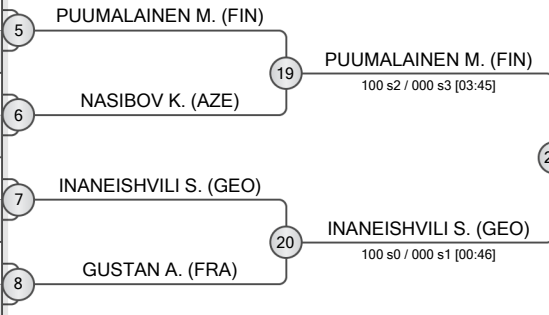 PUUMALAINEN M. (FIN)
5
19
PUUMALAINEN M. (FIN)
100 s2 / 000 s3 [03:45]
NASIBOV K. (AZE)
6
INANEISHVILI S. (GEO)
7
20
INANEISHVILI S. (GEO)
100 s0 / 000 s1 [00:46]
GUSTAN A. (FRA)
8